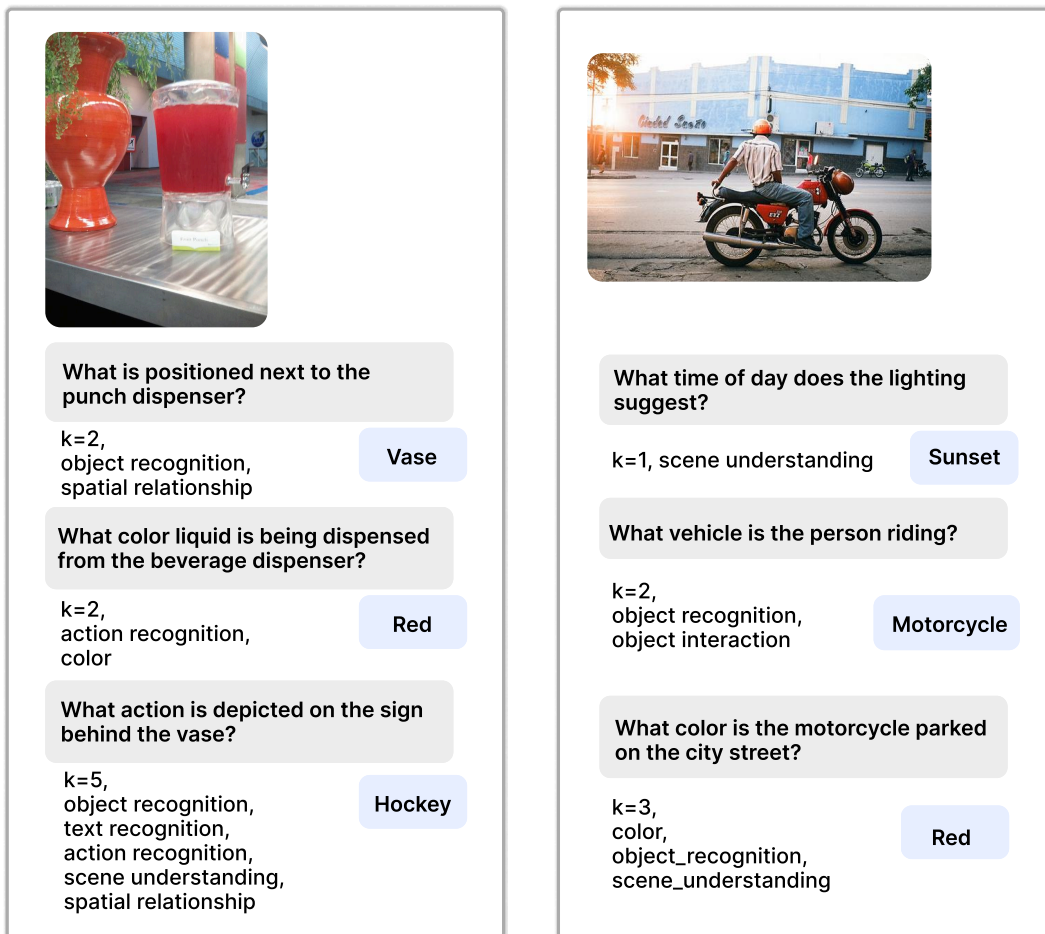 What is positioned next to the
punch dispenser?
k=2,
object recognition,
spatial relationship
Vase
What color liquid is being dispensed
from the beverage dispenser?
k=2,
action recognition,
color
Red
What action is depicted on the sign
behind the vase?
k=5,
object recognition,
text recognition,
action recognition,
scene understanding,
spatial relationship
Hockey
What time of day does the lighting
suggest?
k=1, scene understanding
Sunset
What vehicle is the person riding?
k=2,
object recognition,
object interaction
Motorcycle
What color is the motorcycle parked
on the city street?
k=3,
color,
object_recognition,
scene_understanding
Red